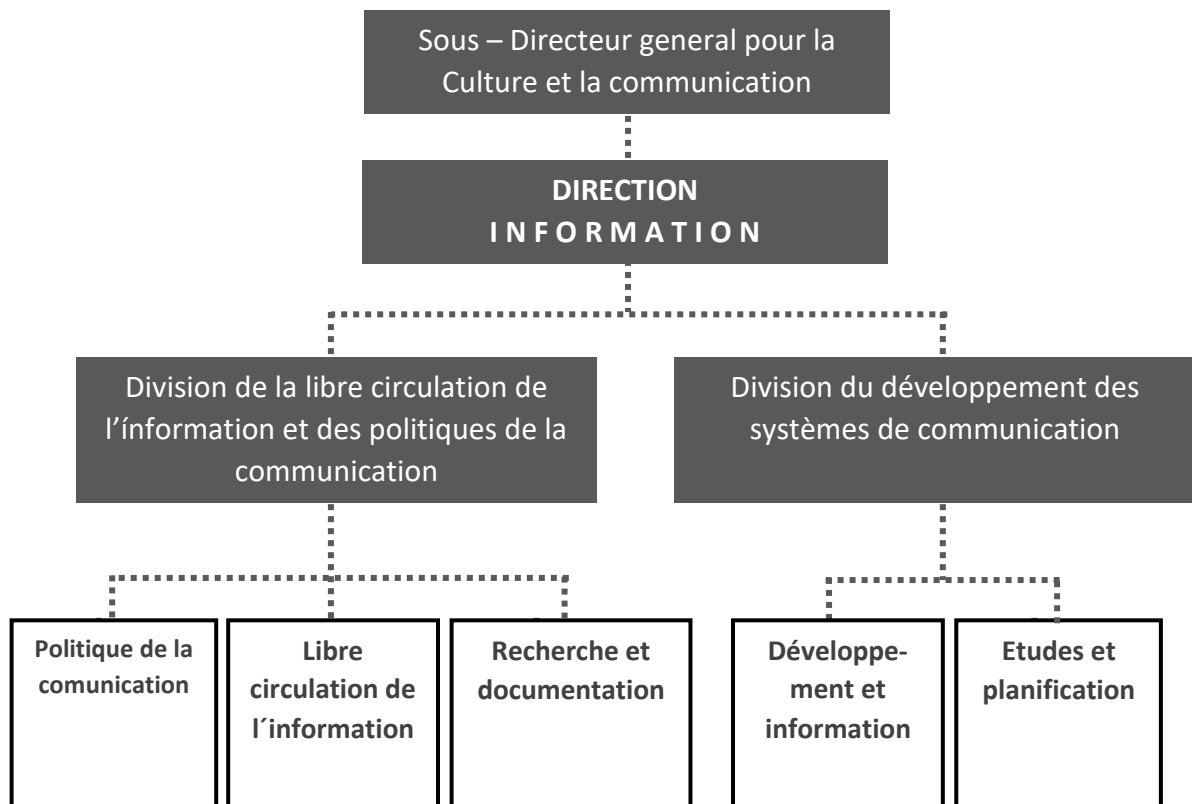 Sous – Directeur general pour la
Culture et la communication
DIRECTION
I N F O R M A T I O N
Division de la libre circulation de
l’ínformation et des politiques de la
communication
Division du développement des
systèmes de communication
Politique de la
comunication
Libre
circulation de
l´information
Recherche et
documentation
Développe-
ment et
information
Etudes et
planification